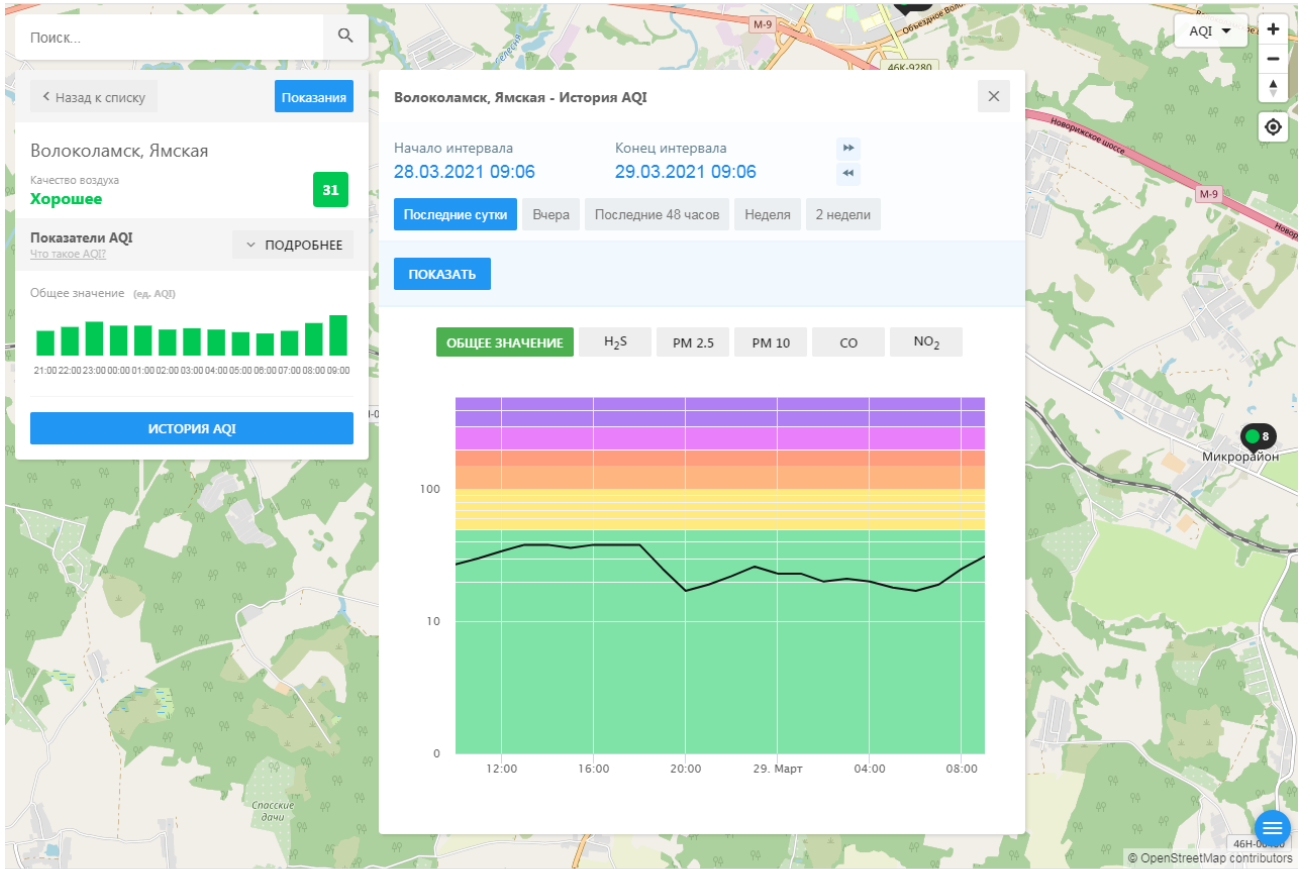 М-9
Объездное Воло
46К-9280
Поиск...
AQI
Назад к списку
Показания
Волоколамск, Ямская - История AQI
Волоколамск, Ямская
Качество воздуха
Хорошее
31
Начало интервала
Конец интервала
28.03.2021 09:06
29.03.2021 09:06
Последние сутки
Вчера
Последние 48 часов
Неделя
2 недели
Показатели AQI
Что такое AQI?
ПОДРОБНЕЕ
ПОКАЗАТЬ
Общее значение (ед. AQI)
21:00 22:00 23:00 00:00 01:00 02:00 03:00 04:00 05:00 06:00 07:00 08:00 09:00
ИСТОРИЯ AQI
ОБЩЕЕ ЗНАЧЕНИЕ
H₂S
PM 2.5
PM 10
CO
NO₂
100
10
0
12:00
16:00
20:00
29. Март
04:00
08:00
Новорижское шоссе
М-9
Новор
8
Микрорайон
Спасские
дачи
© OpenStreetMap contributors